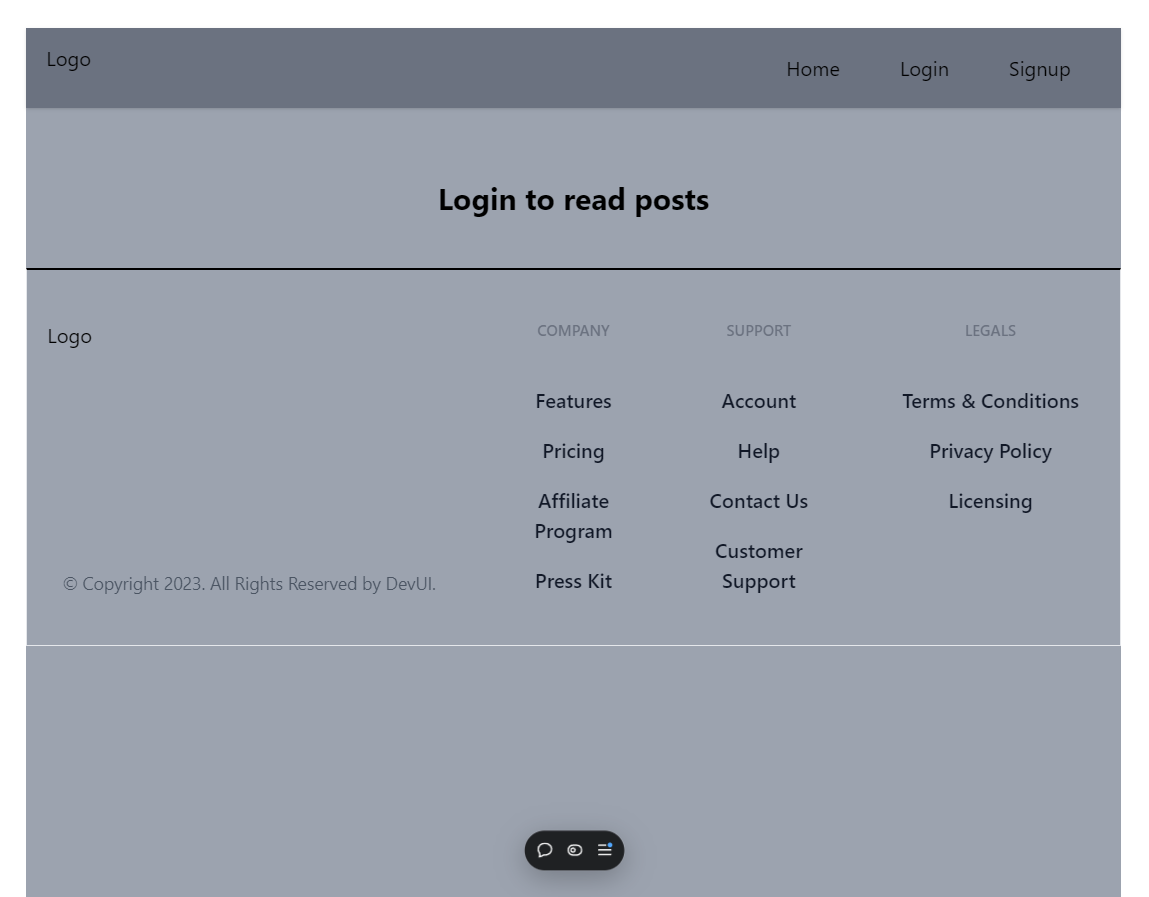 Logo
Home
Login
Signup
Login to read posts
Logo
© Copyright 2023. All Rights Reserved by DevUI.
COMPANY
Features
Pricing
Affiliate
Program
Press Kit
SUPPORT
Account
Help
Contact Us
Customer
Support
LEGALS
Terms & Conditions
Privacy Policy
Licensing